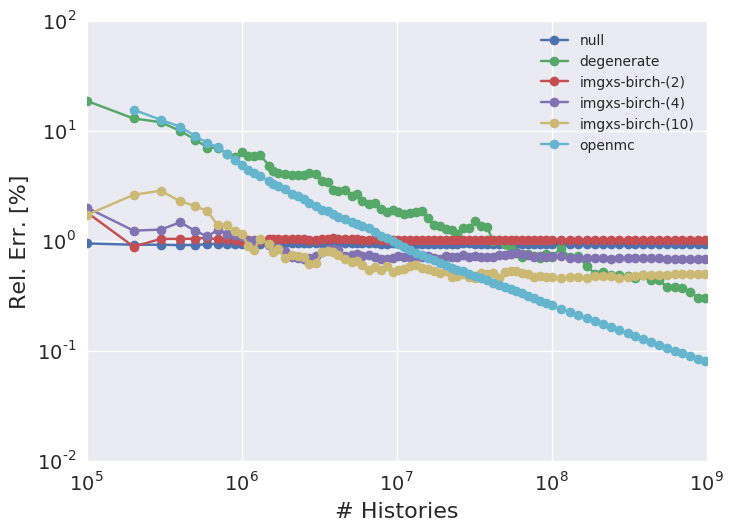 10^2
10^1
10^0
10^-1
10^-2
Rel. Err. [%]
null
degenerate
imgxs-birch-(2)
imgxs-birch-(4)
imgxs-birch-(10)
openmc
10^5 10^6 10^7 10^8 10^9
# Histories